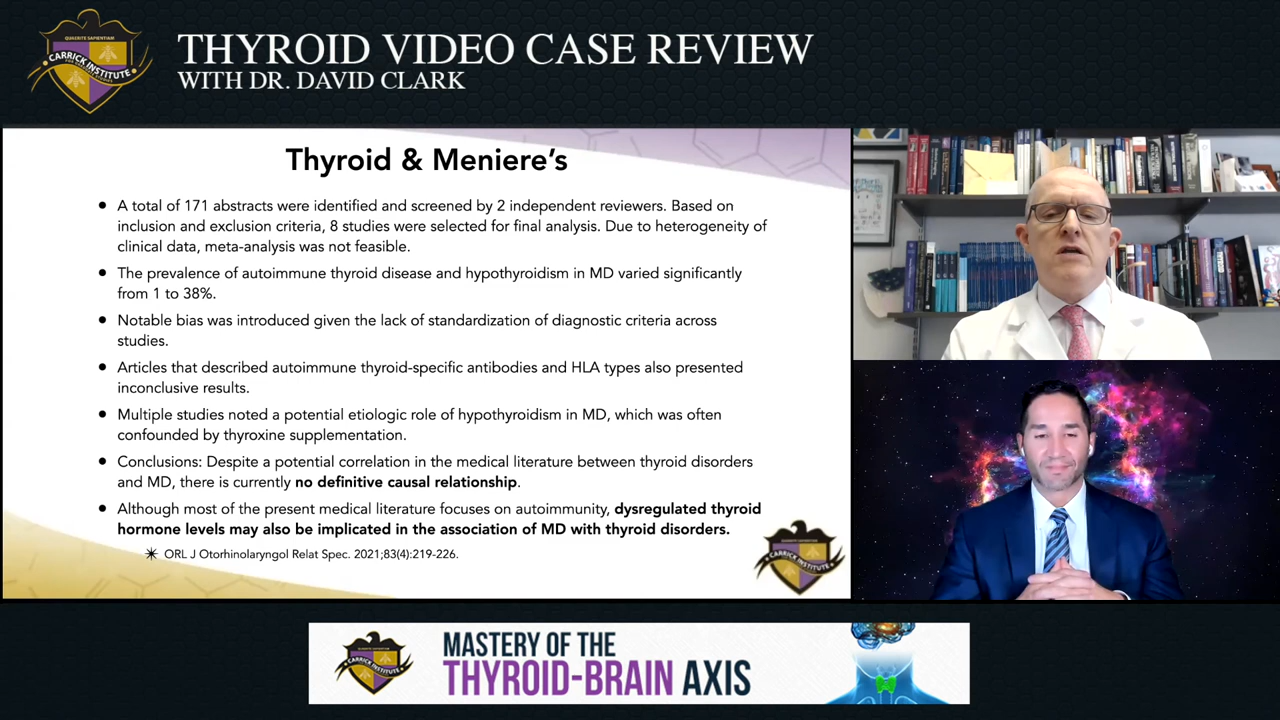 QUAERITE SAPIENTIAM
CARRICK INSTITUTE
THYROID VIDEO CASE REVIEW
WITH DR. DAVID CLARK
Thyroid & Meniere’s
• A total of 171 abstracts were identified and screened by 2 independent reviewers. Based on
inclusion and exclusion criteria, 8 studies were selected for final analysis. Due to heterogeneity of
clinical data, meta-analysis was not feasible.
• The prevalence of autoimmune thyroid disease and hypothyroidism in MD varied significantly
from 1 to 38%.
• Notable bias was introduced given the lack of standardization of diagnostic criteria across
studies.
• Articles that described autoimmune thyroid-specific antibodies and HLA types also presented
inconclusive results.
• Multiple studies noted a potential etiologic role of hypothyroidism in MD, which was often
confounded by thyroxine supplementation.
• Conclusions: Despite a potential correlation in the medical literature between thyroid disorders
and MD, there is currently no definitive causal relationship.
• Although most of the present medical literature focuses on autoimmunity, dysregulated thyroid
hormone levels may also be implicated in the association of MD with thyroid disorders.
ORL J Otorhinolaryngol Relat Spec. 2021;83(4):219-226.
CARRICK INSTITUTE
CARRICK INSTITUTE
MASTERY OF THE
THYROID-BRAIN AXIS